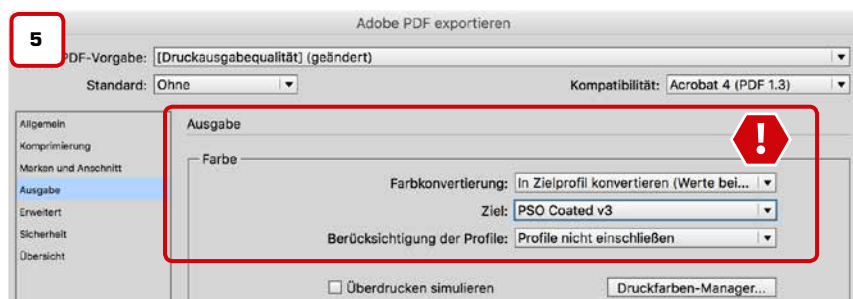 5
Adobe PDF exportieren
PDF-Vorgabe: [Druckausgabequalität] (geändert)
Standard: Ohne Kompatibilität: Acrobat 4 (PDF 1.3)
Allgemein
Komprimierung
Marken und Anschnitt
Ausgabe
Erweitert
Sicherheit
Übersicht
Ausgabe
!
Farbe
Farbkonvertierung: In Zielprofil konvertieren (Werte bei...
Ziel: PSO Coated v3
Berücksichtigung der Profile: Profile nicht einschließen
Überdrucken simulieren Druckfarben-Manager...